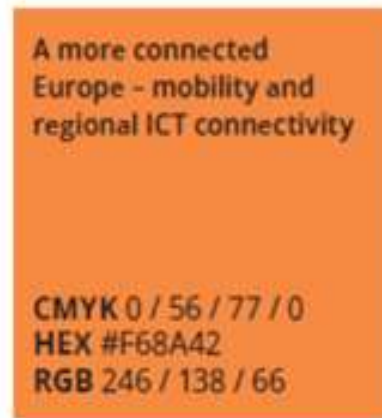 A more connected
Europe – mobility and
regional ICT connectivity
CMYK 0 / 56 / 77 / 0
HEX #F68A42
RGB 246 / 138 / 66